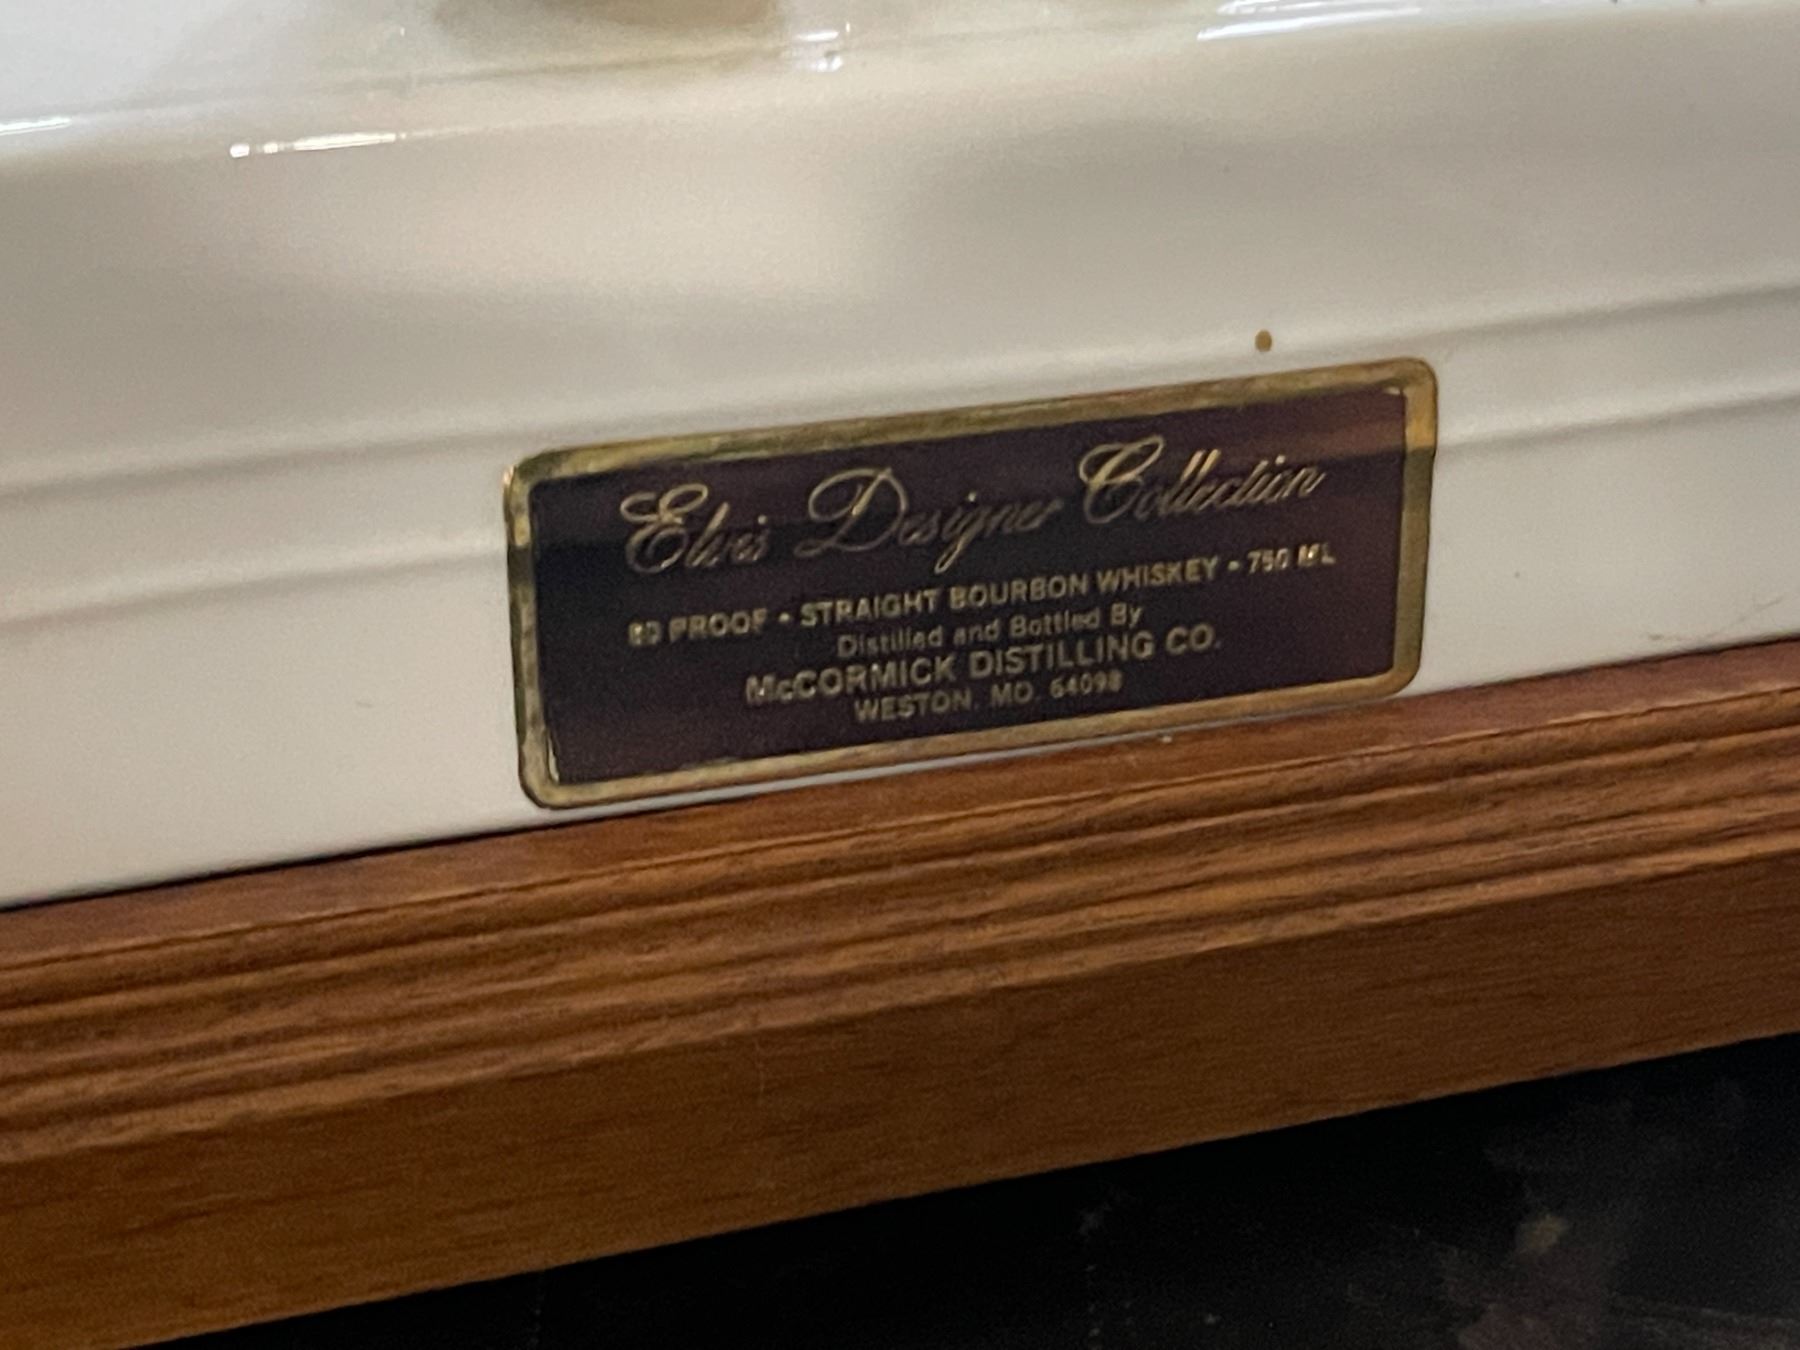 Elvis Designer Collection
80 PROOF • STRAIGHT BOURBON WHISKEY • 750 ML
Distilled and Bottled By
McCORMICK DISTILLING CO.
WESTON, MO. 64098